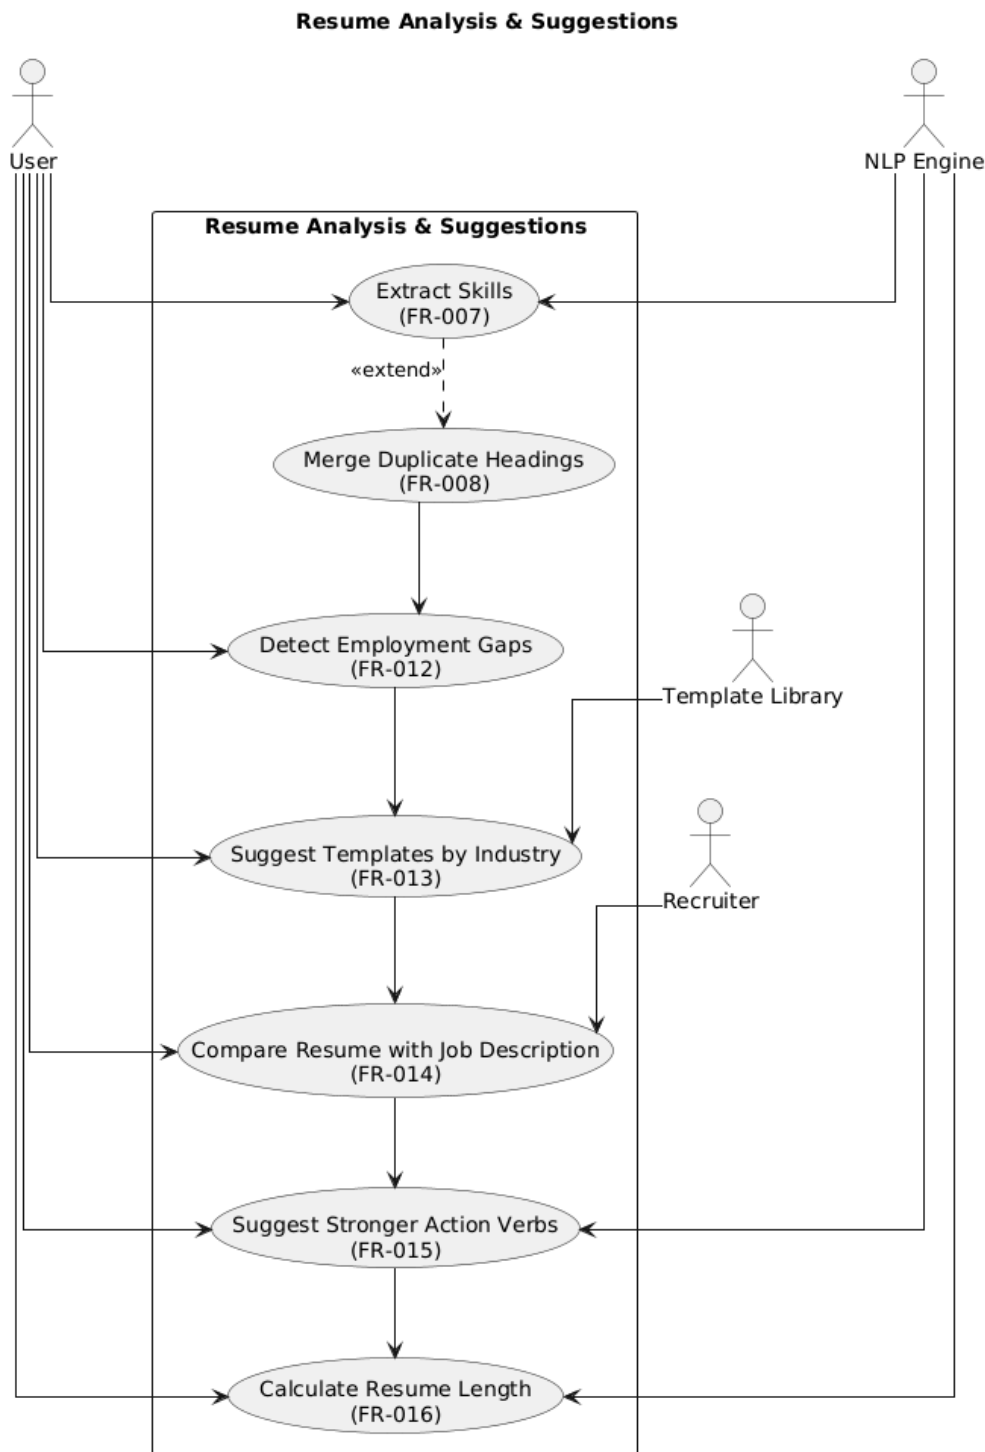 Resume Analysis & Suggestions
User
NLP Engine
Resume Analysis & Suggestions
Extract Skills
(FR-007)
«extend»
Merge Duplicate Headings
(FR-008)
Detect Employment Gaps
(FR-012)
Template Library
Suggest Templates by Industry
(FR-013)
Recruiter
Compare Resume with Job Description
(FR-014)
Suggest Stronger Action Verbs
(FR-015)
Calculate Resume Length
(FR-016)